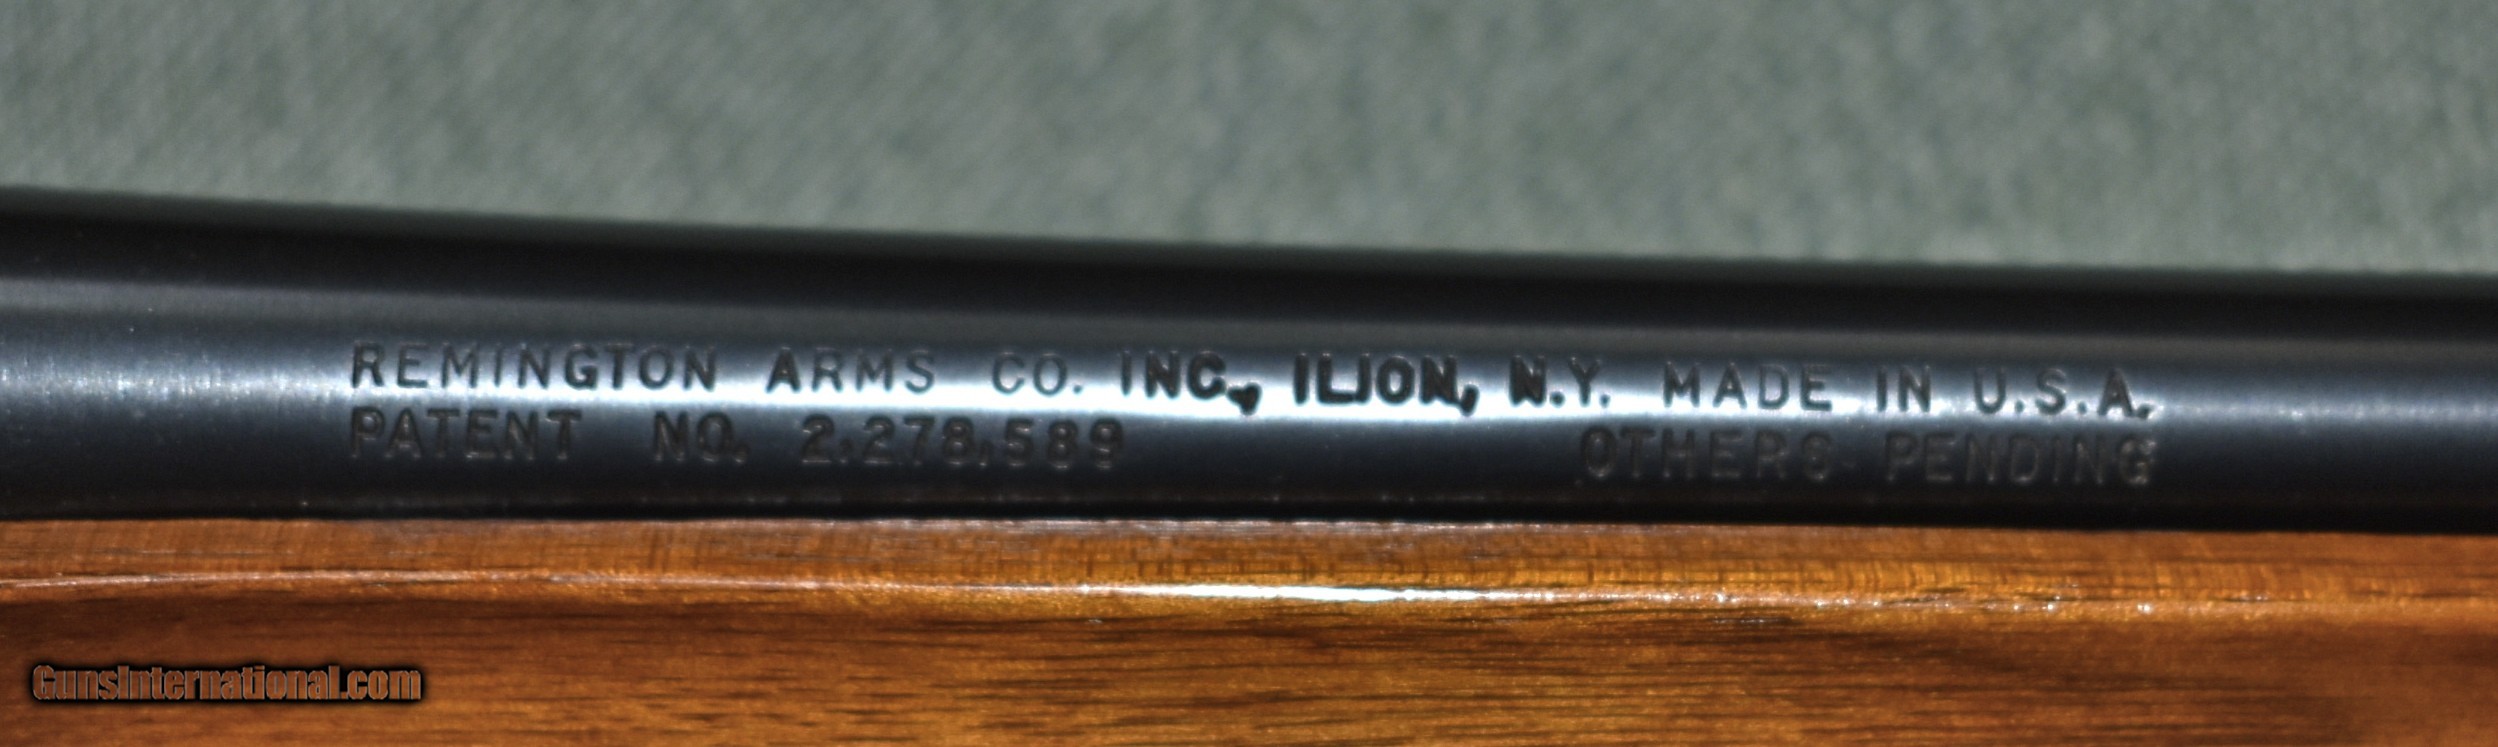 REMINGTON ARMS CO. INC., ILION, N.Y. MADE IN U.S.A.
PATENT NO. 2,278,589 OTHERS PENDING
GunsInternational.com